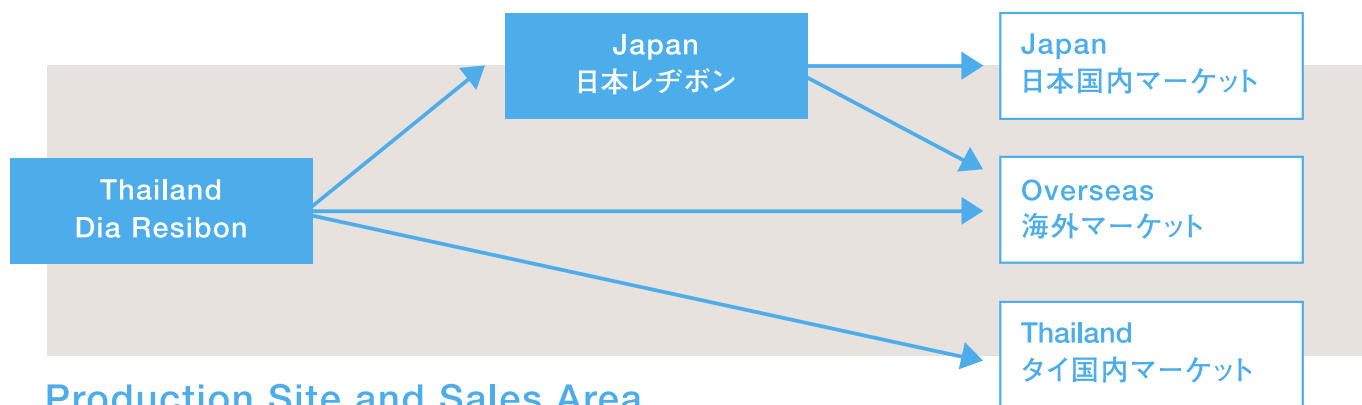 Japan
日本レヂボン
Japan
日本国内マーケット
Thailand
Dia Resibon
Overseas
海外マーケット
Thailand
タイ国内マーケット
Production Site and Sales Area